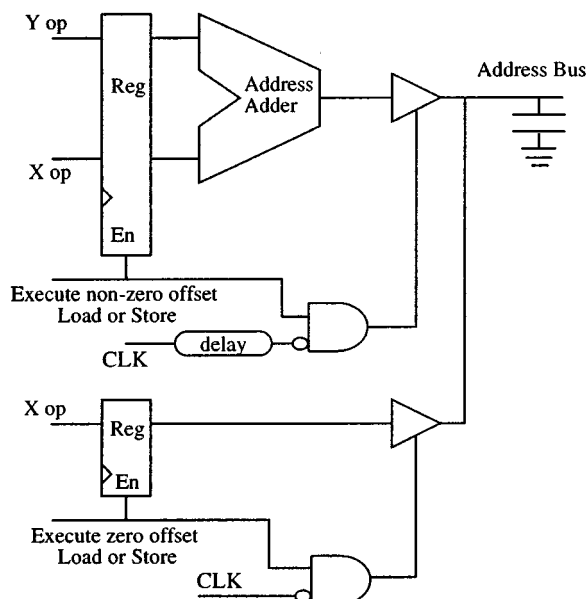 Y op
Reg
Address
Adder
Address Bus
X op
En
Execute non-zero offset
Load or Store
CLK
delay
X op
Reg
En
Execute zero offset
Load or Store
CLK